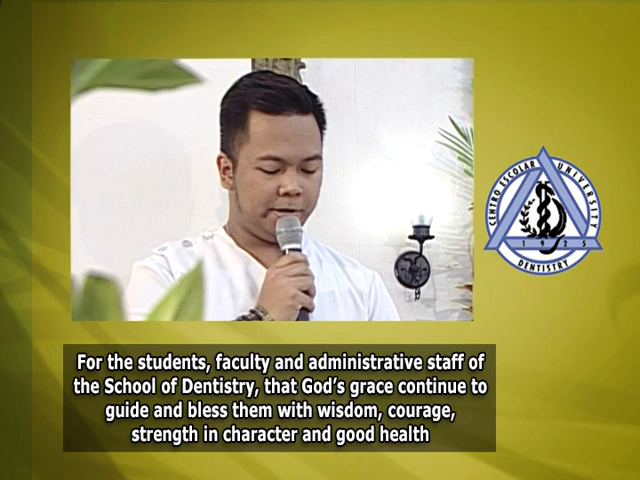 CENTRO ESCOLAR UNIVERSITY
1925
DENTISTRY
For the students, faculty and administrative staff of
the School of Dentistry, that God's grace continue to
guide and bless them with wisdom, courage,
strength in character and good health